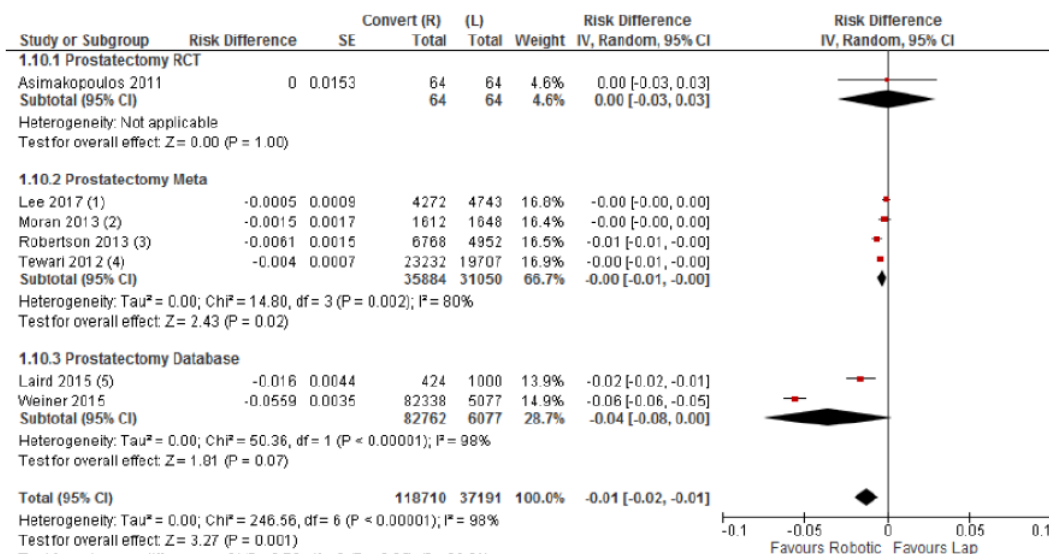 Convert (R) (L) Risk Difference Risk Difference
Study or Subgroup Risk Difference SE Total Total Weight IV, Random, 95% CI IV, Random, 95% CI
1.10.1 Prostatectomy RCT
Asimakopoulos 2011 0 0.0153 64 64 4.6% 0.00 [-0.03, 0.03]
Subtotal (95% CI) 64 64 4.6% 0.00 [-0.03, 0.03]
Heterogeneity: Not applicable
Test for overall effect: Z = 0.00 (P = 1.00)
1.10.2 Prostatectomy Meta
Lee 2017 (1) -0.0005 0.0009 4272 4743 16.8% -0.00 [-0.00, 0.00]
Moran 2013 (2) -0.0015 0.0017 1612 1648 16.4% -0.00 [-0.00, 0.00]
Robertson 2013 (3) -0.0061 0.0015 6768 4952 16.5% -0.01 [-0.01, -0.00]
Tewari 2012 (4) -0.004 0.0007 23232 19707 16.9% -0.00 [-0.01, -0.00]
Subtotal (95% CI) 35884 31050 66.7% -0.00 [-0.01, -0.00]
Heterogeneity: Tau² = 0.00; Chi² = 14.80, df = 3 (P = 0.002); I² = 80%
Test for overall effect: Z = 2.43 (P = 0.02)
1.10.3 Prostatectomy Database
Laird 2015 (5) -0.016 0.0044 424 1000 13.9% -0.02 [-0.02, -0.01]
Weiner 2015 -0.0559 0.0035 82338 5077 14.9% -0.06 [-0.06, -0.05]
Subtotal (95% CI) 82762 6077 28.7% -0.04 [-0.08, 0.00]
Heterogeneity: Tau² = 0.00; Chi² = 50.36, df = 1 (P < 0.00001); I² = 98%
Test for overall effect: Z = 1.81 (P = 0.07)
Total (95% CI) 118710 37191 100.0% -0.01 [-0.02, -0.01]
Heterogeneity: Tau² = 0.00; Chi² = 246.56, df = 6 (P < 0.00001); I² = 98%
Test for overall effect: Z = 3.27 (P = 0.001)
-0.1 -0.05 0 0.05 0.1
Favours Robotic Favours Lap